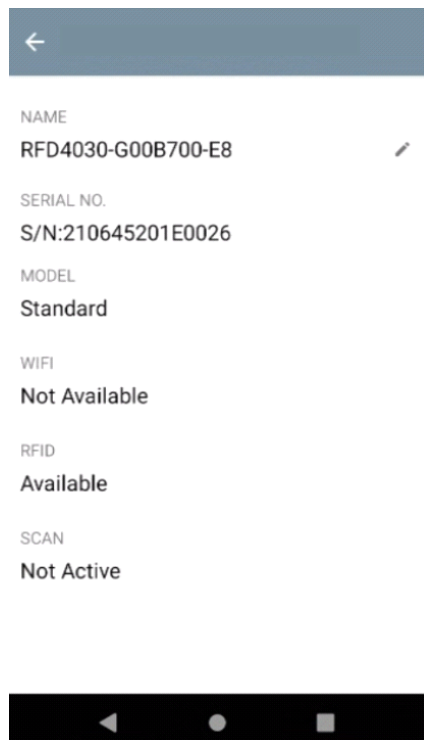 NAME
RFD4030-G00B700-E8
SERIAL NO.
S/N:210645201E0026
MODEL
Standard
WIFI
Not Available
RFID
Available
SCAN
Not Active